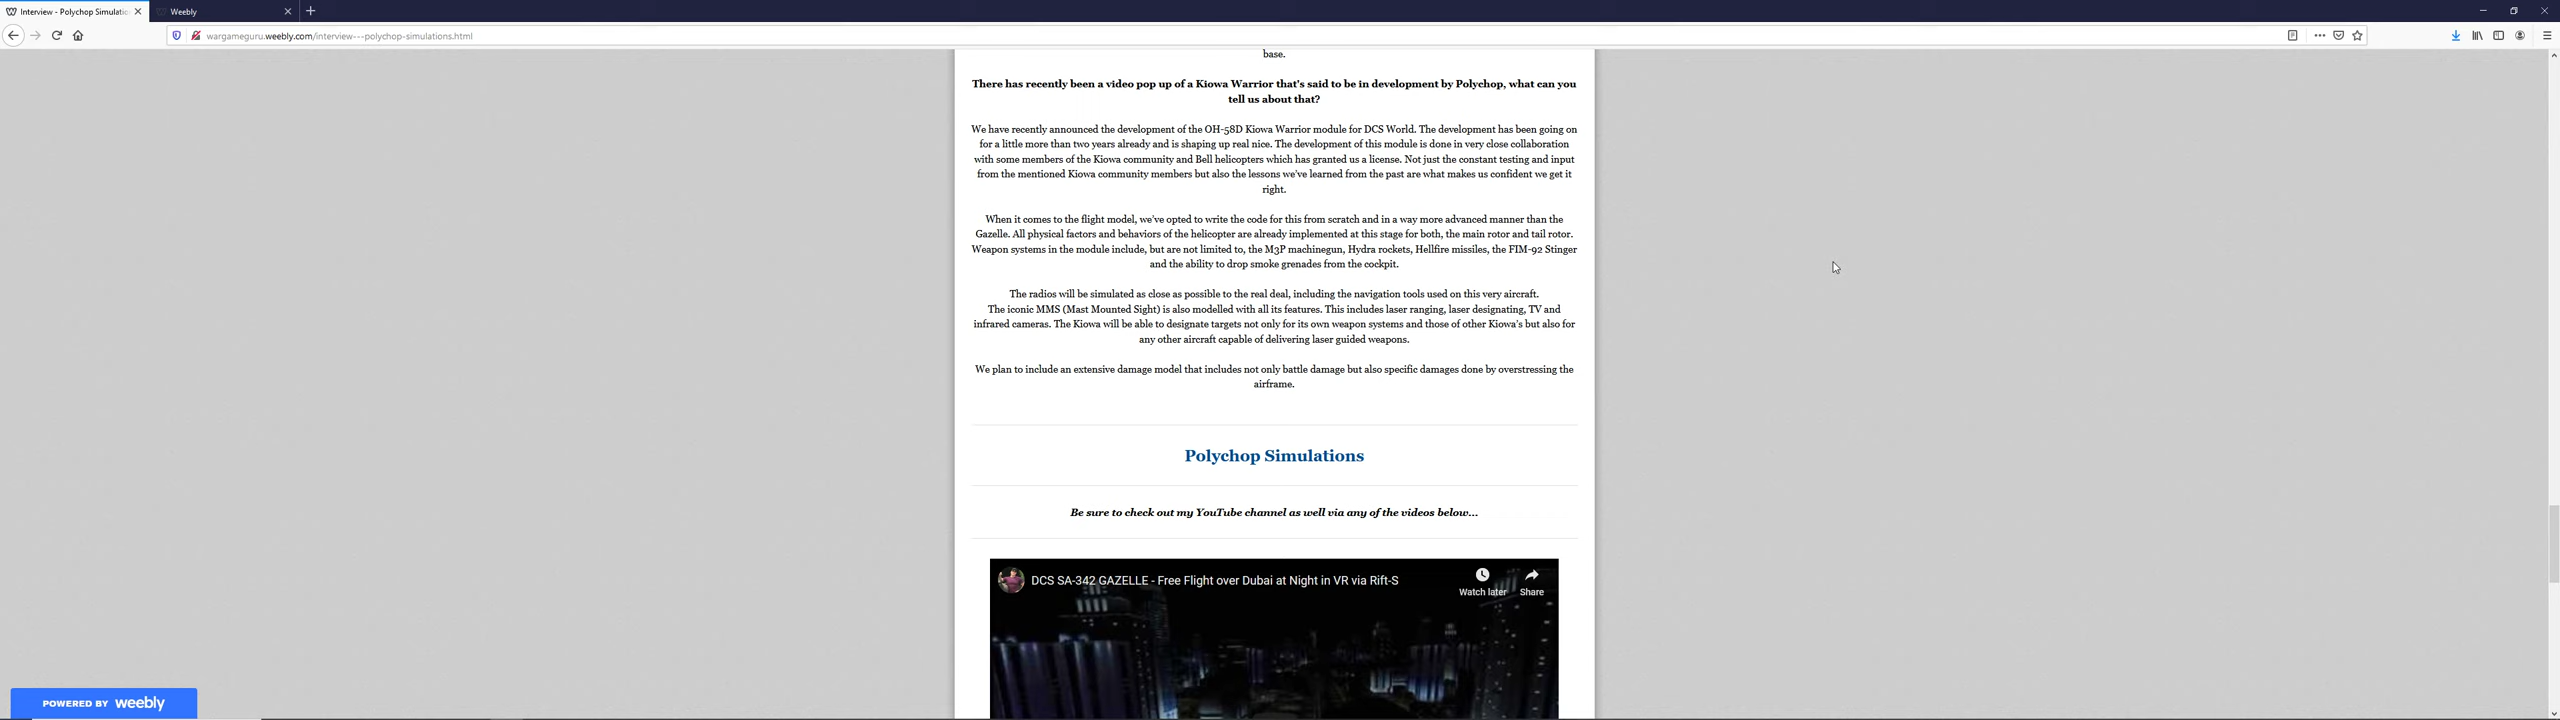 Interview - Polychop Simulatio
Weebly
wargameguru.weebly.com/interview---polychop-simulations.html
base.
There has recently been a video pop up of a Kiowa Warrior that's said to be in development by Polychop, what can you
tell us about that?
We have recently announced the development of the OH-58D Kiowa Warrior module for DCS World. The development has been going on
for a little more than two years already and is shaping up real nice. The development of this module is done in very close collaboration
with some members of the Kiowa community and Bell helicopters which has granted us a license. Not just the constant testing and input
from the mentioned Kiowa community members but also the lessons we've learned from the past are what makes us confident we get it
right.
When it comes to the flight model, we've opted to write the code for this from scratch and in a way more advanced manner than the
Gazelle. All physical factors and behaviors of the helicopter are already implemented at this stage for both, the main rotor and tail rotor.
Weapon systems in the module include, but are not limited to, the M3P machinegun, Hydra rockets, Hellfire missiles, the FIM-92 Stinger
and the ability to drop smoke grenades from the cockpit.
The radios will be simulated as close as possible to the real deal, including the navigation tools used on this very aircraft.
The iconic MMS (Mast Mounted Sight) is also modelled with all its features. This includes laser ranging, laser designating, TV and
infrared cameras. The Kiowa will be able to designate targets not only for its own weapon systems and those of other Kiowa's but also for
any other aircraft capable of delivering laser guided weapons.
We plan to include an extensive damage model that includes not only battle damage but also specific damages done by overstressing the
airframe.
Polychop Simulations
Be sure to check out my YouTube channel as well via any of the videos below...
DCS SA-342 GAZELLE - Free Flight over Dubai at Night in VR via Rift-S
Watch later
Share
POWERED BY weebly